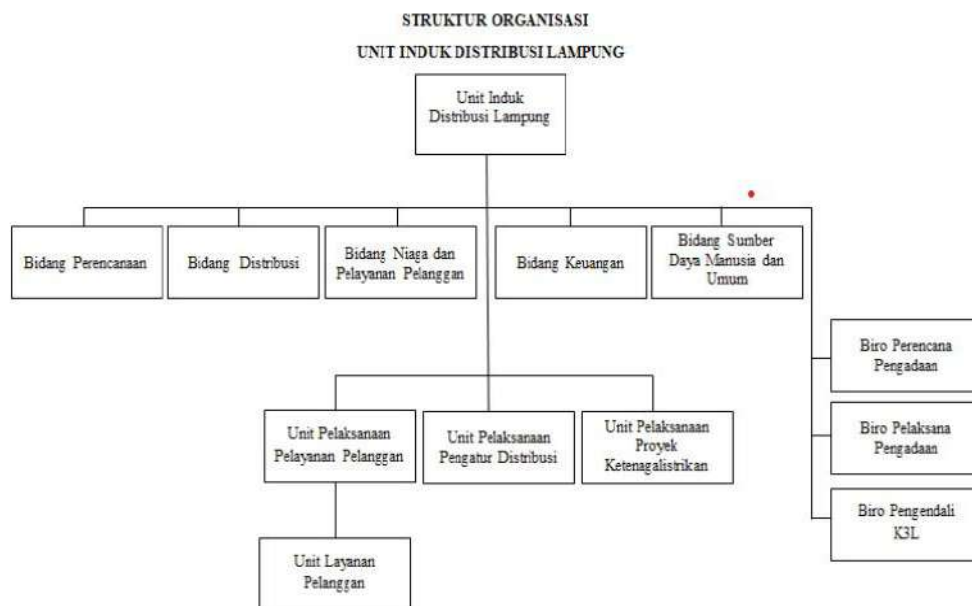 STRUKTUR ORGANISASI
UNIT INDUK DISTRIBUSI LAMPUNG
Unit Induk
Distribusi Lampung
Bidang Perencanaan
Bidang Distribusi
Bidang Niaga dan
Pelayanan Pelanggan
Bidang Keuangan
Bidang Sumber
Daya Manusia dan
Umum
Biro Perencana
Pengadaan
Unit Pelaksanaan
Pelayanan Pelanggan
Unit Pelaksanaan
Pengatur Distribusi
Unit Pelaksanaan
Proyek
Ketenagalistrikan
Biro Pelaksana
Pengadaan
Biro Pengendali
K3L
Unit Layanan
Pelanggan